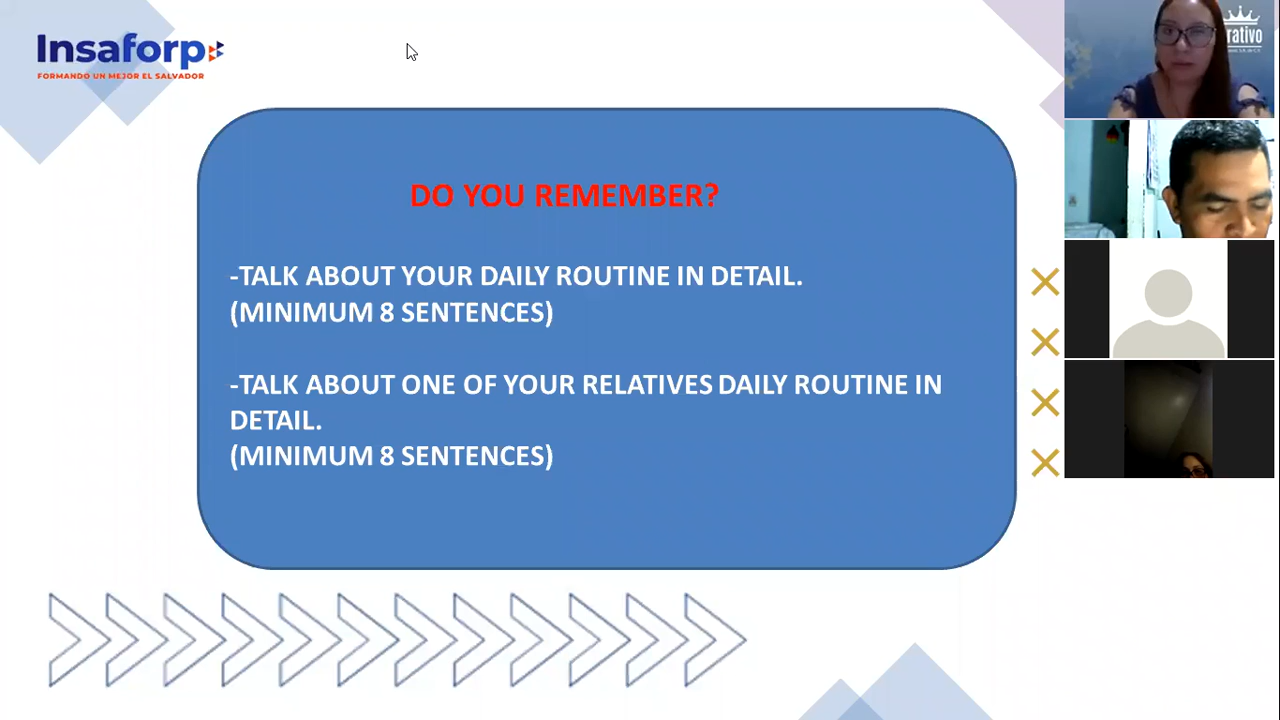 Insaforp
FORMANDO UN MEJOR EL SALVADOR
rativo
DO YOU REMEMBER?
-TALK ABOUT YOUR DAILY ROUTINE IN DETAIL.
(MINIMUM 8 SENTENCES)
-TALK ABOUT ONE OF YOUR RELATIVES DAILY ROUTINE IN
DETAIL.
(MINIMUM 8 SENTENCES)